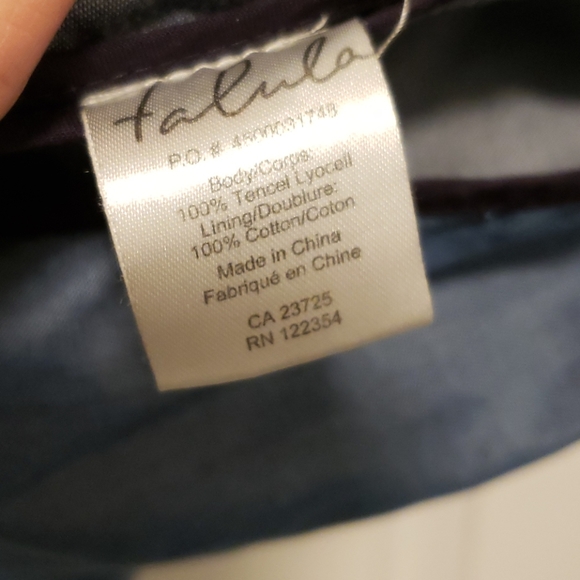 talula
P.O. # 4500031748
Body/Corps:
100% Tencel Lyocell
Lining/Doublure:
100% Cotton/Coton
Made in China
Fabriqué en Chine
CA 23725
RN 122354